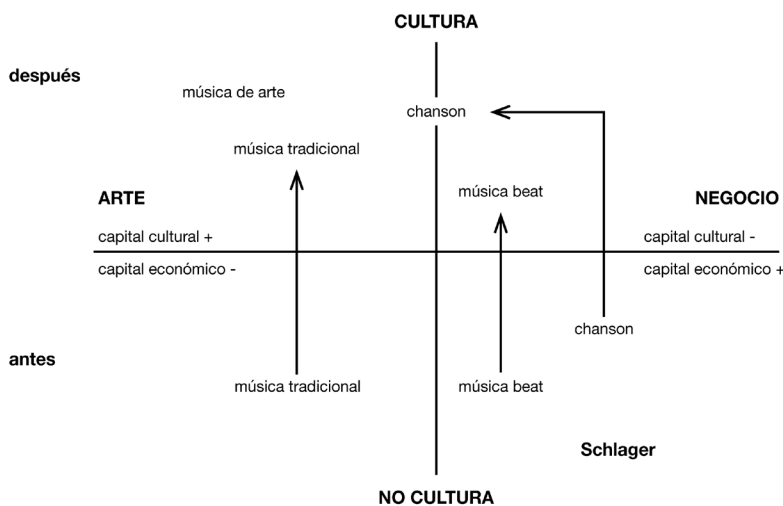 CULTURA
después
música de arte
chanson
música tradicional
música beat
ARTE
NEGOCIO
capital cultural +
capital cultural -
capital económico -
capital económico +
chanson
antes
música tradicional
música beat
Schlager
NO CULTURA